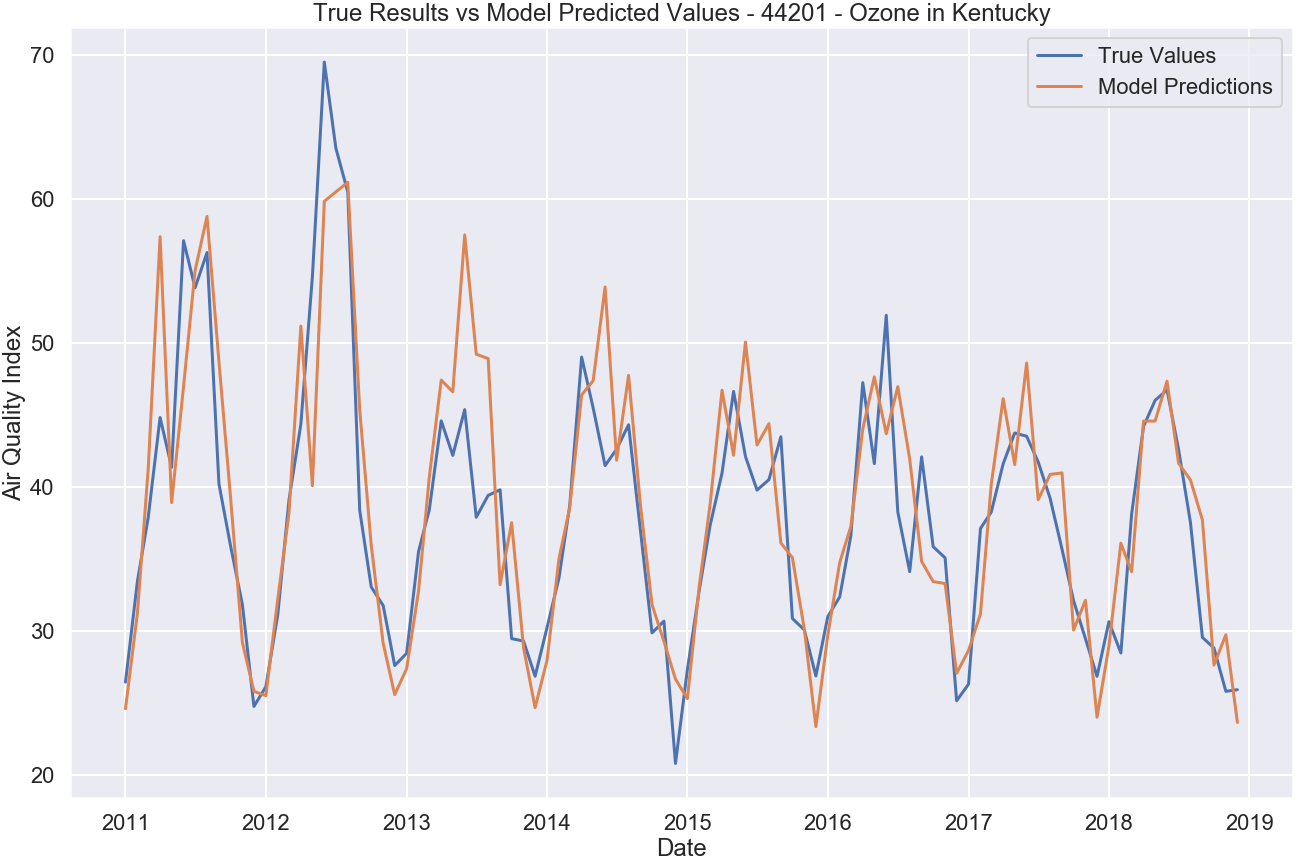 True Results vs Model Predicted Values - 44201 - Ozone in Kentucky
True Values
Model Predictions
70
60
50
40
30
20
Air Quality Index
2011 2012 2013 2014 2015 2016 2017 2018 2019
Date